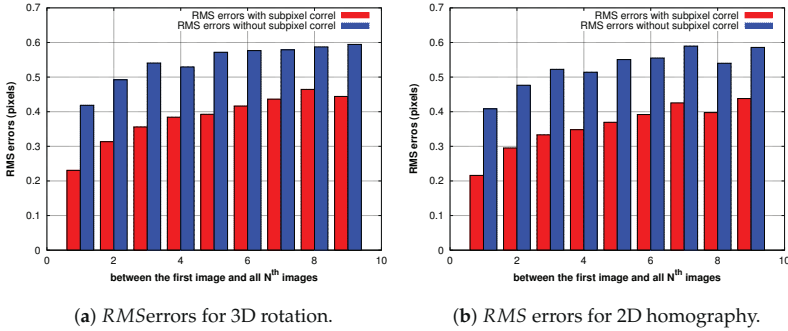 RMS errors with subpixel correl
RMS errors without subpixel correl
0.7
0.6
0.5
0.4
0.3
0.2
0.1
0
RMS erros (pixels)
0 2 4 6 8 10
between the first image and all Nth images
(a) RMSerrors for 3D rotation.
RMS errors with subpixel correl
RMS errors without subpixel correl
0.7
0.6
0.5
0.4
0.3
0.2
0.1
0
RMS erros (pixels)
0 2 4 6 8 10
between the first image and all Nth images
(b) RMS errors for 2D homography.